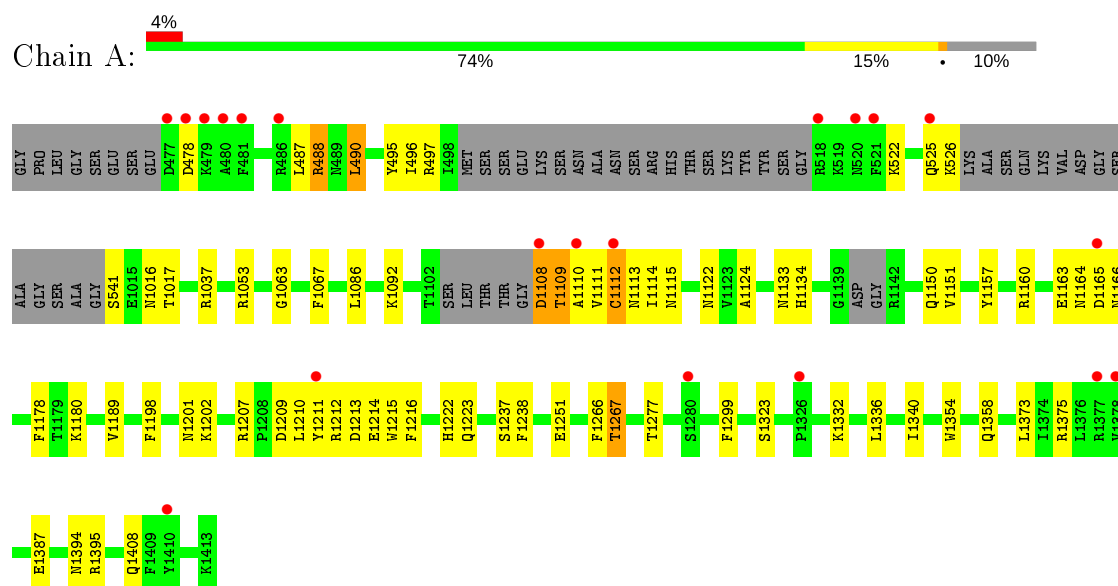 4%
Chain A:
74% 15% • 10%
GLY PRO LEU GLY SER GLU SER GLU D477 D478 K479 A480 F481 R486 L487 R488 N489 L490 Y495 I496 R497 I498 MET SER SER GLU LYS SER ASN ALA ASN SER ARG HIS THR SER LYS TYR TYR SER GLY R518 K519 N520 F521 K522 Q525 K526 LYS ALA SER GLN LYS VAL ASP GLY SER
ALA GLY SER ALA GLY S541 E1015 N1016 T1017 R1037 R1053 G1063 F1067 L1086 K1092 T1102 SER LEU THR THR GLY D1108 T1109 A1110 V1111 C1112 N1113 I1114 N1115 N1122 V1123 A1124 N1133 H1134 G1139 ASP GLY R1142 Q1150 V1151 Y1157 R1160 E1163 N1164 D1165 N1166
F1178 T1179 K1180 V1189 F1198 N1201 K1202 R1207 P1208 D1209 L1210 Y1211 R1212 D1213 E1214 W1215 F1216 H1222 Q1223 S1237 F1238 E1251 F1266 T1267 T1277 S1280 F1299 S1323 P1326 K1332 L1336 I1340 W1354 Q1358 L1373 I1374 R1375 L1376 R1377
E1387 N1394 R1395 Q1408 F1409 Y1410 K1413